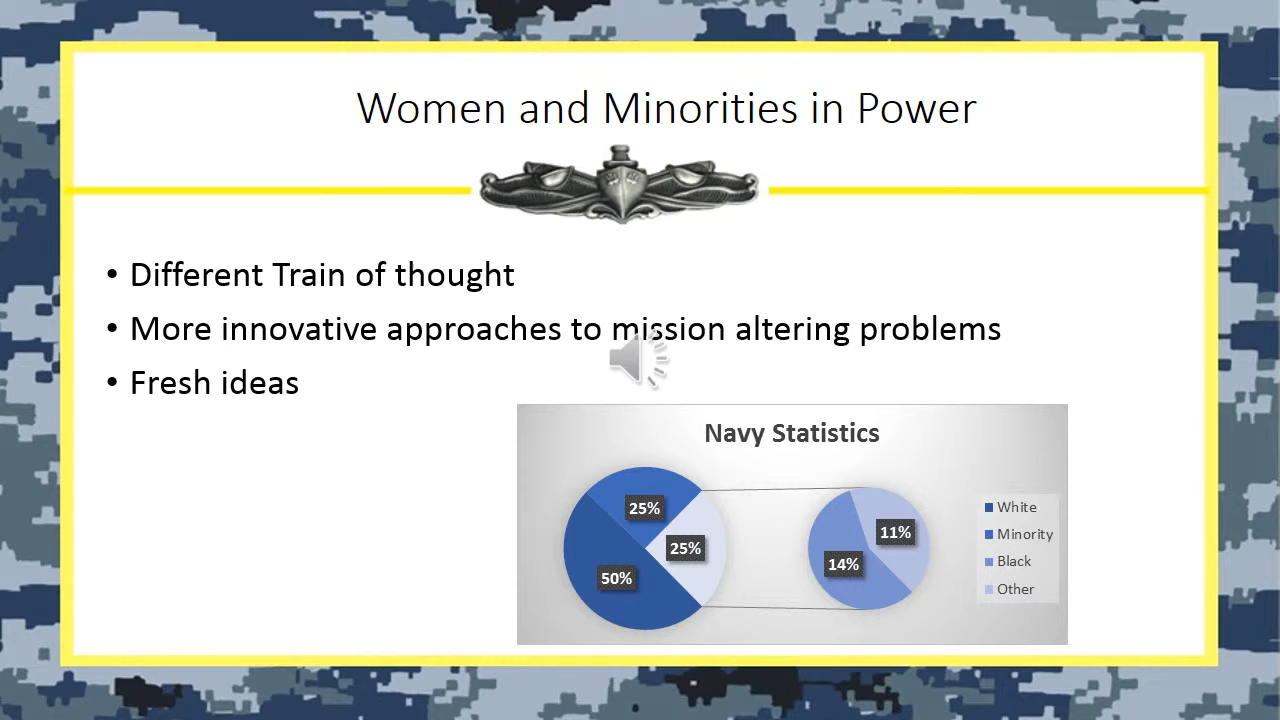 Women and Minorities in Power
• Different Train of thought
• More innovative approaches to mission altering problems
• Fresh ideas
Navy Statistics
25%
25%
50%
11%
14%
White
Minority
Black
Other